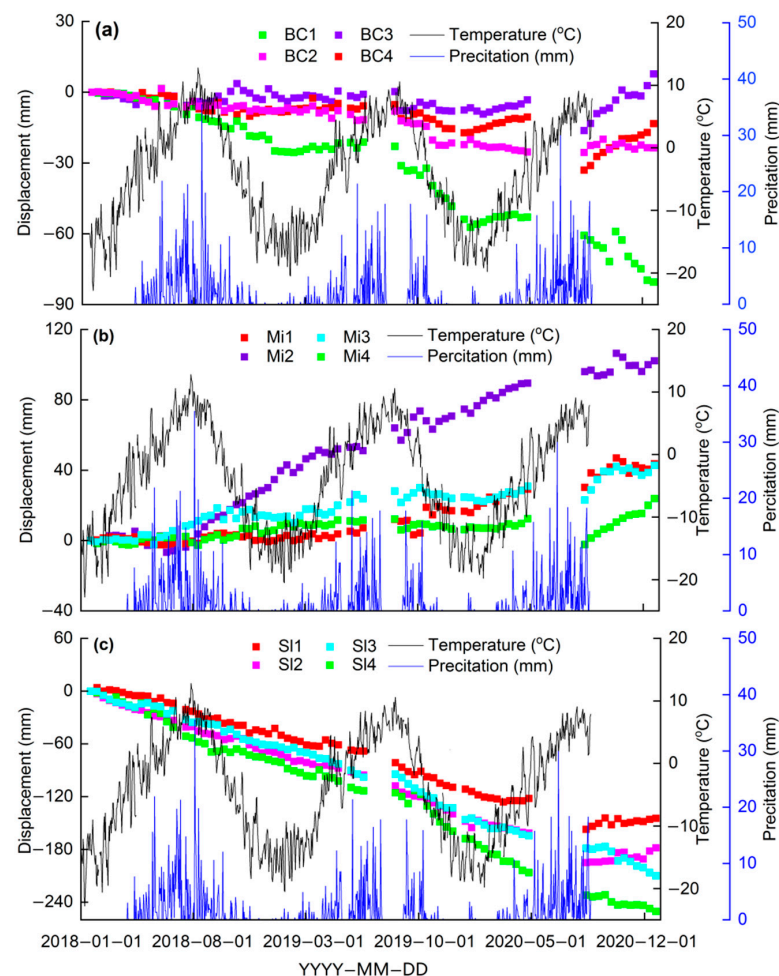 (a)
BC1 BC3 Temperature (°C)
BC2 BC4 Precitation (mm)
30
0
−30
−60
−90
Displacement (mm)
20
10
0
−10
−20
Temperature (°C)
50
40
30
20
10
0
Precitation (mm)
(b)
Mi1 Mi3 Temperature (°C)
Mi2 Mi4 Percitation (mm)
120
80
40
0
−40
Displacement (mm)
20
10
0
−10
−20
Temperature (°C)
50
40
30
20
10
0
Percitation (mm)
(c)
Sl1 Sl3 Temperature (°C)
Sl2 Sl4 Precitation (mm)
60
0
−60
−120
−180
−240
Displacement (mm)
20
10
0
−10
−20
Temperature (°C)
50
40
30
20
10
0
Precitation (mm)
2018−01−01 2018−08−01 2019−03−01 2019−10−01 2020−05−01 2020−12−01
YYYY−MM−DD